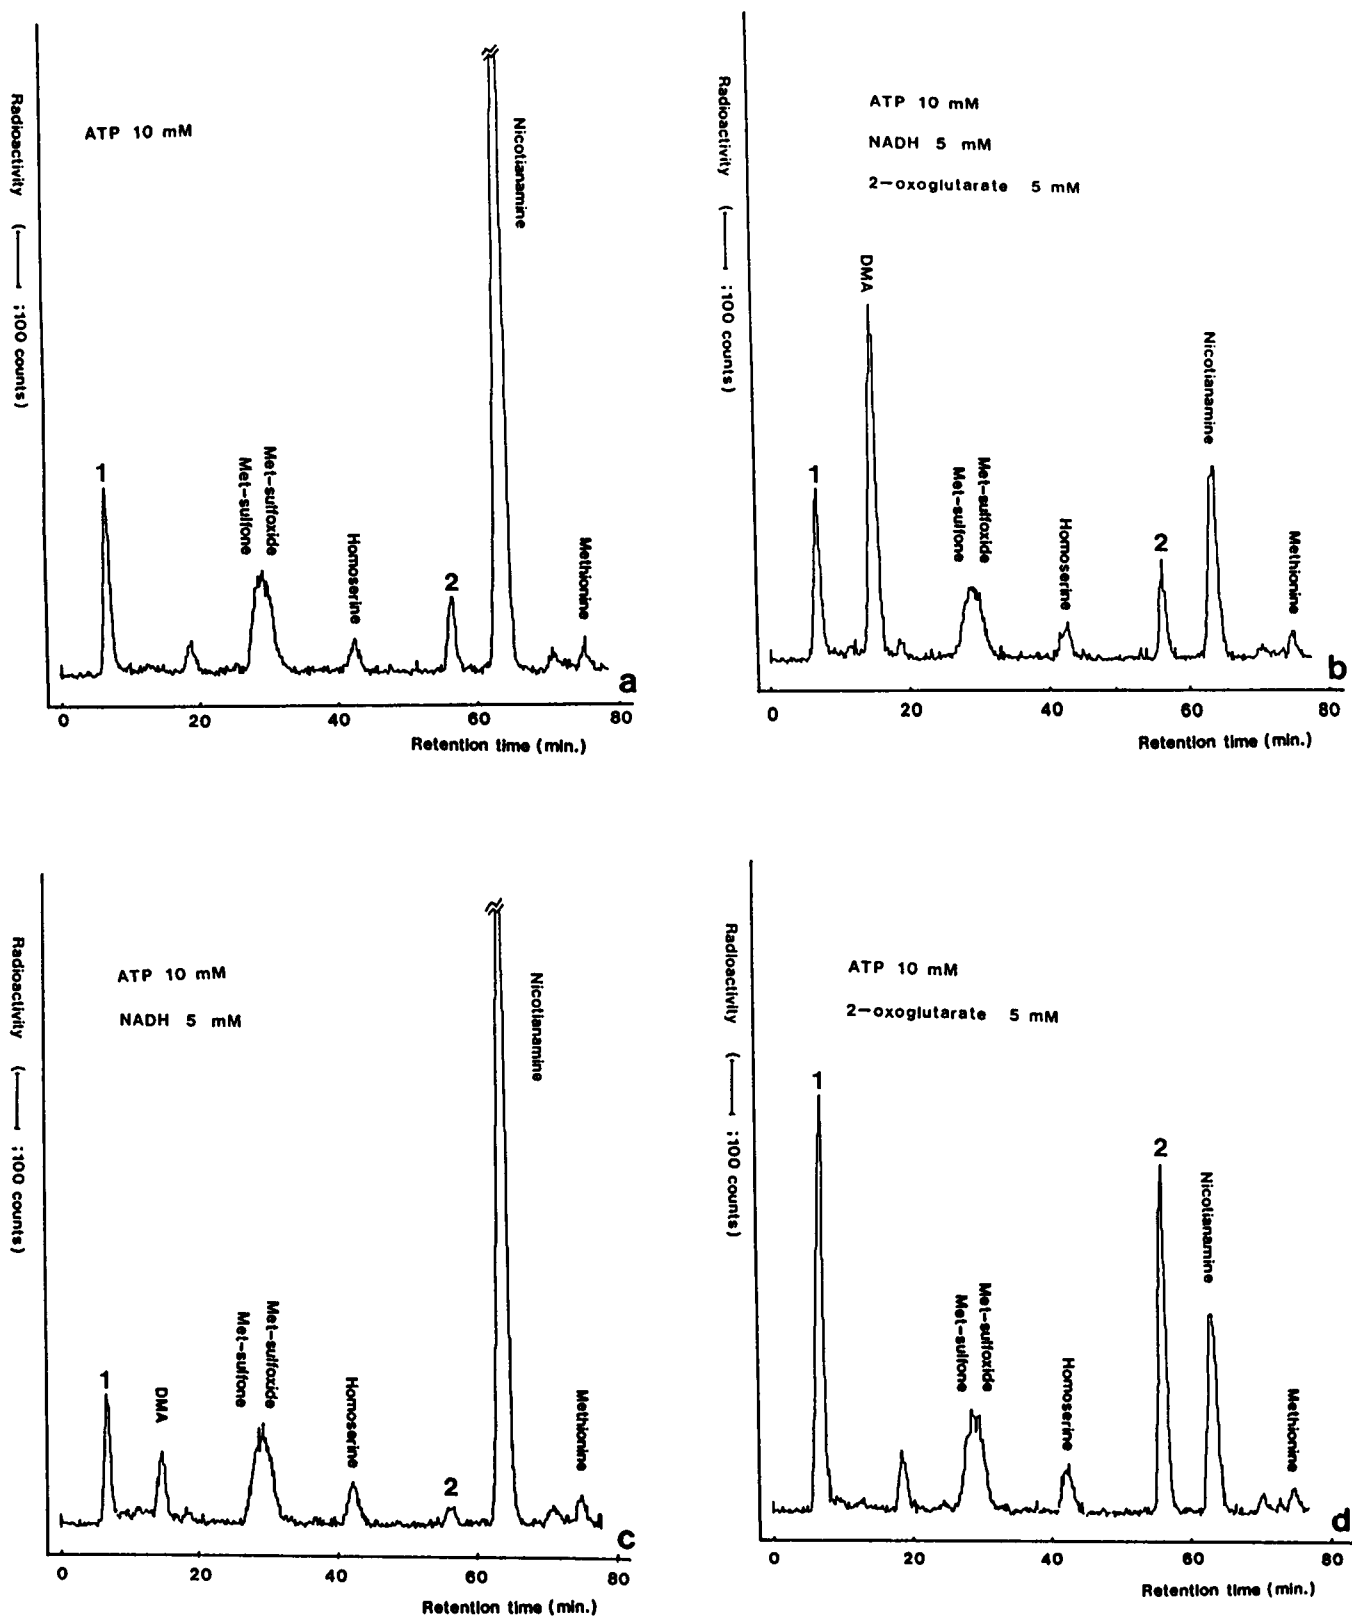 ATP 10 mM
Radioactivity ( ; 100 counts)
Nicotianamine
1
Met-sulfone
Met-sulfoxide
Homoserine
2
Methionine
a
0 20 40 60 80
Retention time (min.)
ATP 10 mM
NADH 5 mM
2-oxoglutarate 5 mM
Radioactivity ( ; 100 counts)
DMA
Nicotianamine
1
Met-sulfone
Met-sulfoxide
Homoserine
2
Methionine
b
0 20 40 60 80
Retention time (min.)
ATP 10 mM
NADH 5 mM
Radioactivity ( ; 100 counts)
Nicotianamine
1
DMA
Met-sulfone
Met-sulfoxide
Homoserine
2
Methionine
c
0 20 40 60 80
Retention time (min.)
ATP 10 mM
2-oxoglutarate 5 mM
Radioactivity ( ; 100 counts)
1
2
Nicotianamine
Met-sulfone
Met-sulfoxide
Homoserine
Methionine
d
0 20 40 60 80
Retention time (min.)